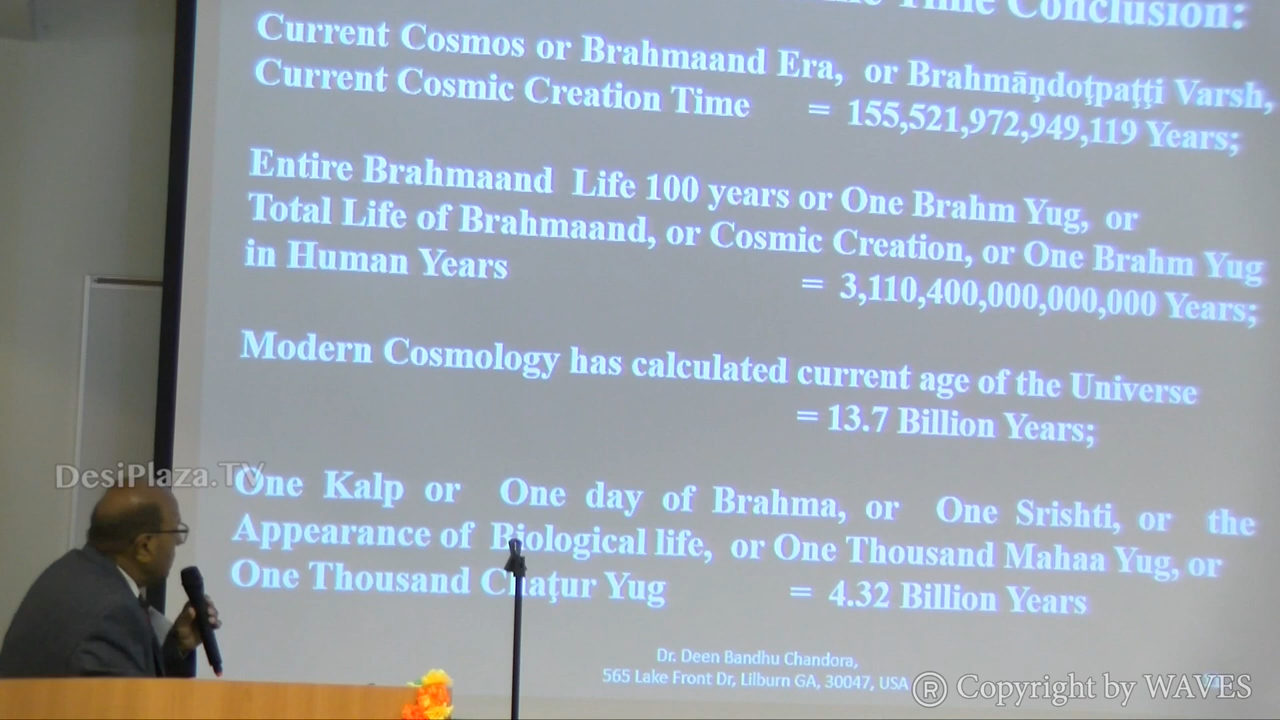 Time Conclusion:
Current Cosmos or Brahmaand Era, or Brahmāņdoţpaţţi Varsh,
Current Cosmic Creation Time = 155,521,972,949,119 Years;
Entire Brahmaand Life 100 years or One Brahm Yug, or
Total Life of Brahmaand, or Cosmic Creation, or One Brahm Yug
in Human Years = 3,110,400,000,000,000 Years;
Modern Cosmology has calculated current age of the Universe
= 13.7 Billion Years;
DesiPlaza.TV
One Kalp or One day of Brahma, or One Srishti, or the
Appearance of Biological life, or One Thousand Mahaa Yug, or
One Thousand Chaţur Yug = 4.32 Billion Years
Dr. Deen Bandhu Chandora,
565 Lake Front Dr, Lilburn GA, 30047, USA
® Copyright by WAVES